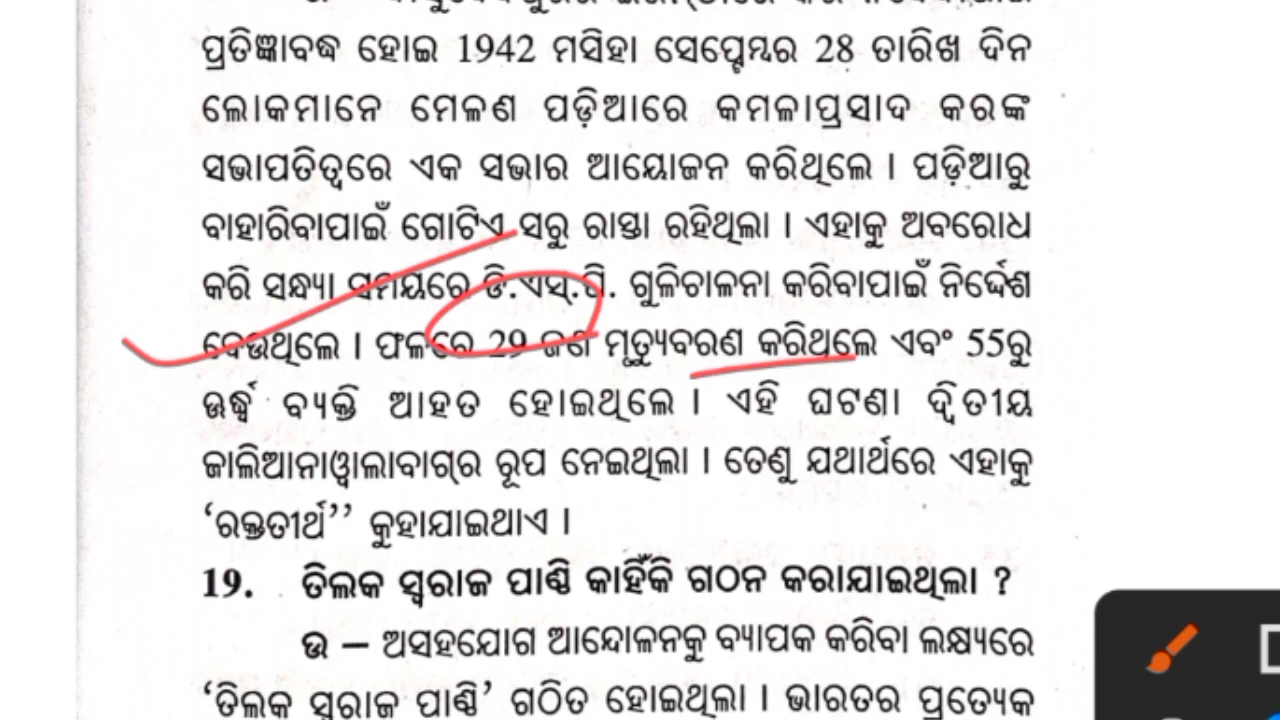 ପ୍ରତିଜ୍ଞାବଦ୍ଧ ହୋଇ 1942 ମସିହା ସେପ୍ଟେମ୍ବର 28 ତାରିଖ ଦିନ
ଲୋକମାନେ ମେଳଣ ପଡ଼ିଆରେ କମଳାପ୍ରସାଦ କରଙ୍କ
ସଭାପତିତ୍ୱରେ ଏକ ସଭାର ଆୟୋଜନ କରିଥିଲେ । ପଡ଼ିଆରୁ
ବାହାରିବାପାଇଁ ଗୋଟିଏ ସରୁ ରାସ୍ତା ରହିଥିଲା । ଏହାକୁ ଅବରୋଧ
କରି ସନ୍ଧ୍ୟା ସମୟରେ ଡି.ଏସ୍.ପି. ଗୁଳିଚାଳନା କରିବାପାଇଁ ନିର୍ଦ୍ଦେଶ
ଦେଇଥିଲେ । ଫଳରେ 29 ଜଣ ମୃତ୍ୟୁବରଣ କରିଥିଲେ ଏବଂ 55ରୁ
ଊର୍ଦ୍ଧ୍ୱ ବ୍ୟକ୍ତି ଆହତ ହୋଇଥିଲେ । ଏହି ଘଟଣା ଦ୍ୱିତୀୟ
ଜାଲିଆନାୱାଲାବାଗ୍‌ର ରୂପ ନେଇଥିଲା । ତେଣୁ ଯଥାର୍ଥରେ ଏହାକୁ
‘ରକ୍ତତୀର୍ଥ’’ କୁହାଯାଇଥାଏ ।
19. ତିଲକ ସ୍ୱରାଜ ପାଣ୍ଠି କାହିଁକି ଗଠନ କରାଯାଇଥିଲା ?
ଉ – ଅସହଯୋଗ ଆନ୍ଦୋଳନକୁ ବ୍ୟାପକ କରିବା ଲକ୍ଷ୍ୟରେ
‘ତିଲକ ସ୍ୱରାଜ ପାଣ୍ଠି’ ଗଠିତ ହୋଇଥିଲା । ଭାରତର ପ୍ରତ୍ୟେକ